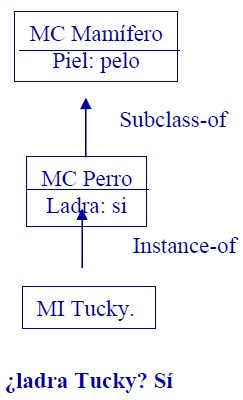 MC Mamífero
Piel: pelo
Subclass-of
MC Perro
Ladra: si
Instance-of
MI Tucky.
¿ladra Tucky? Sí